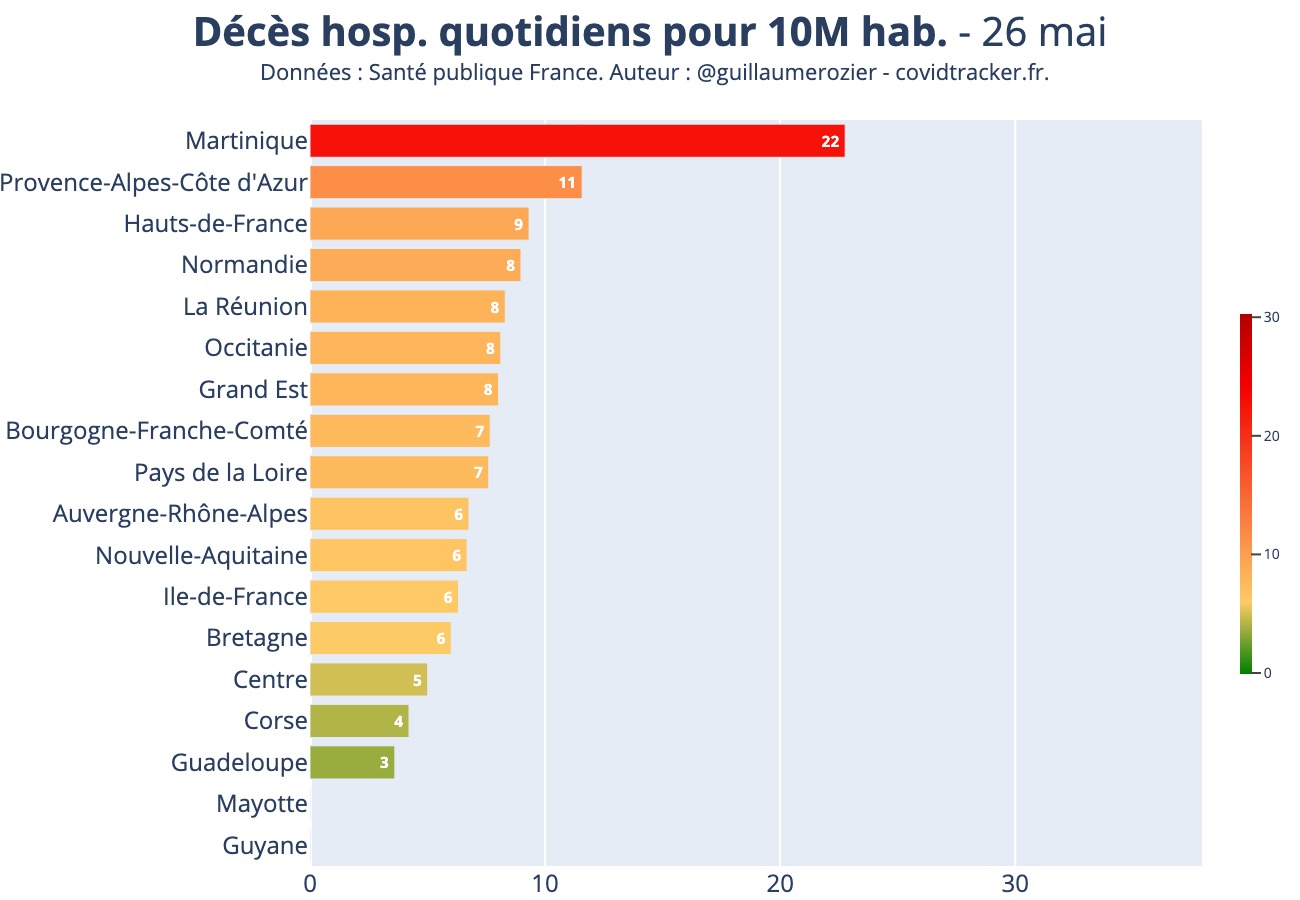 Décès hosp. quotidiens pour 10M hab. - 26 mai
Données : Santé publique France. Auteur : @guillaumerozier - covidtracker.fr.
Martinique 22
Provence-Alpes-Côte d'Azur 11
Hauts-de-France 9
Normandie 8
La Réunion 8
Occitanie 8
Grand Est 8
Bourgogne-Franche-Comté 7
Pays de la Loire 7
Auvergne-Rhône-Alpes 6
Nouvelle-Aquitaine 6
Ile-de-France 6
Bretagne 6
Centre 5
Corse 4
Guadeloupe 3
Mayotte
Guyane
0 10 20 30
30
20
10
0